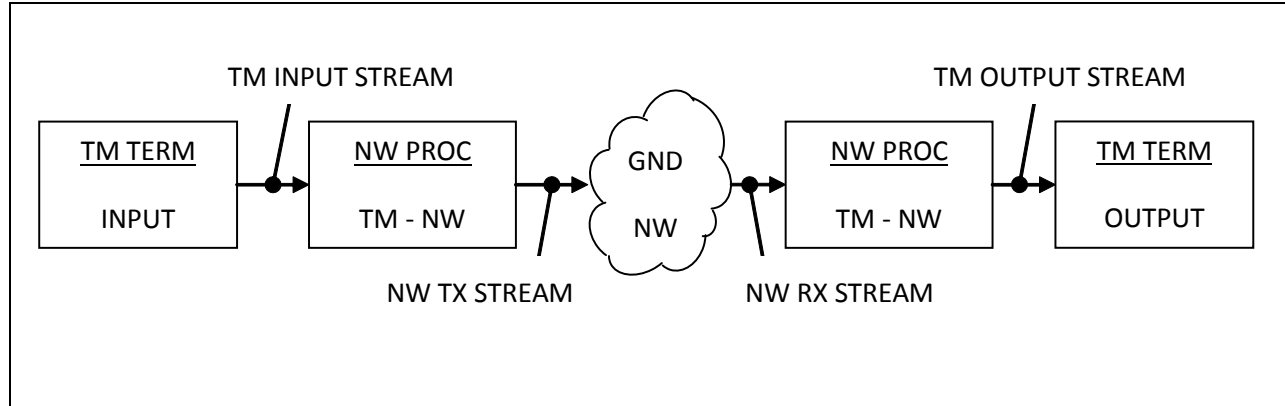 TM INPUT STREAM
TM OUTPUT STREAM
TM TERM
INPUT
NW PROC
TM - NW
GND
NW
NW PROC
TM - NW
TM TERM
OUTPUT
NW TX STREAM
NW RX STREAM